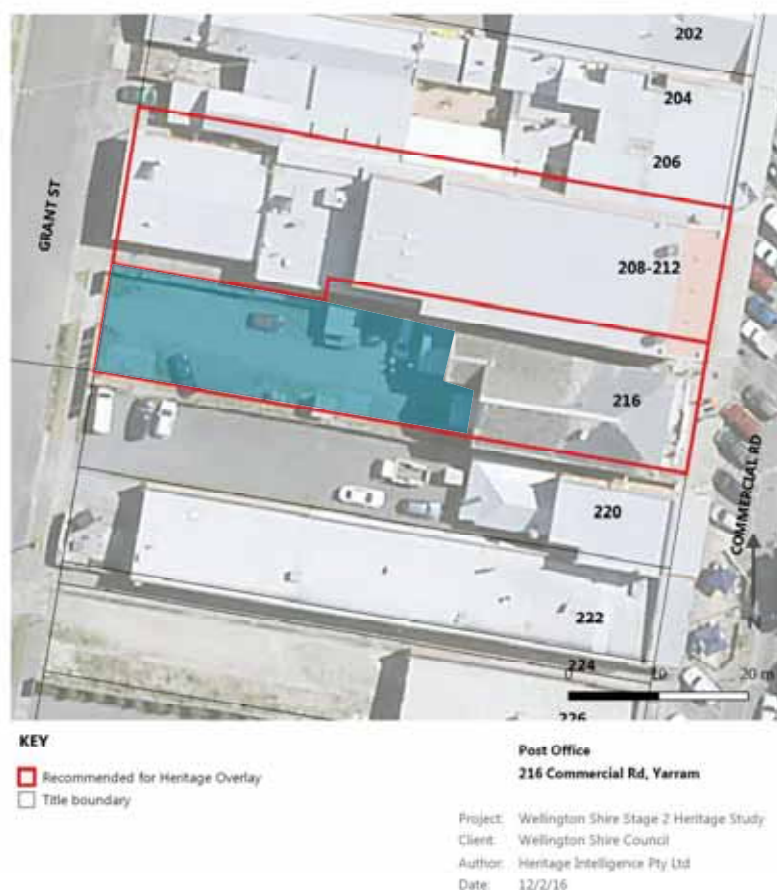 202
204
206
GRANT ST
208-212
216
COMMERCIAL RD
220
222
224
0 10 20 m
226
KEY
Recommended for Heritage Overlay
Title boundary
Post Office
216 Commercial Rd, Yarram
Project: Wellington Shire Stage 2 Heritage Study
Client: Wellington Shire Council
Author: Heritage Intelligence Pty Ltd
Date: 12/2/16